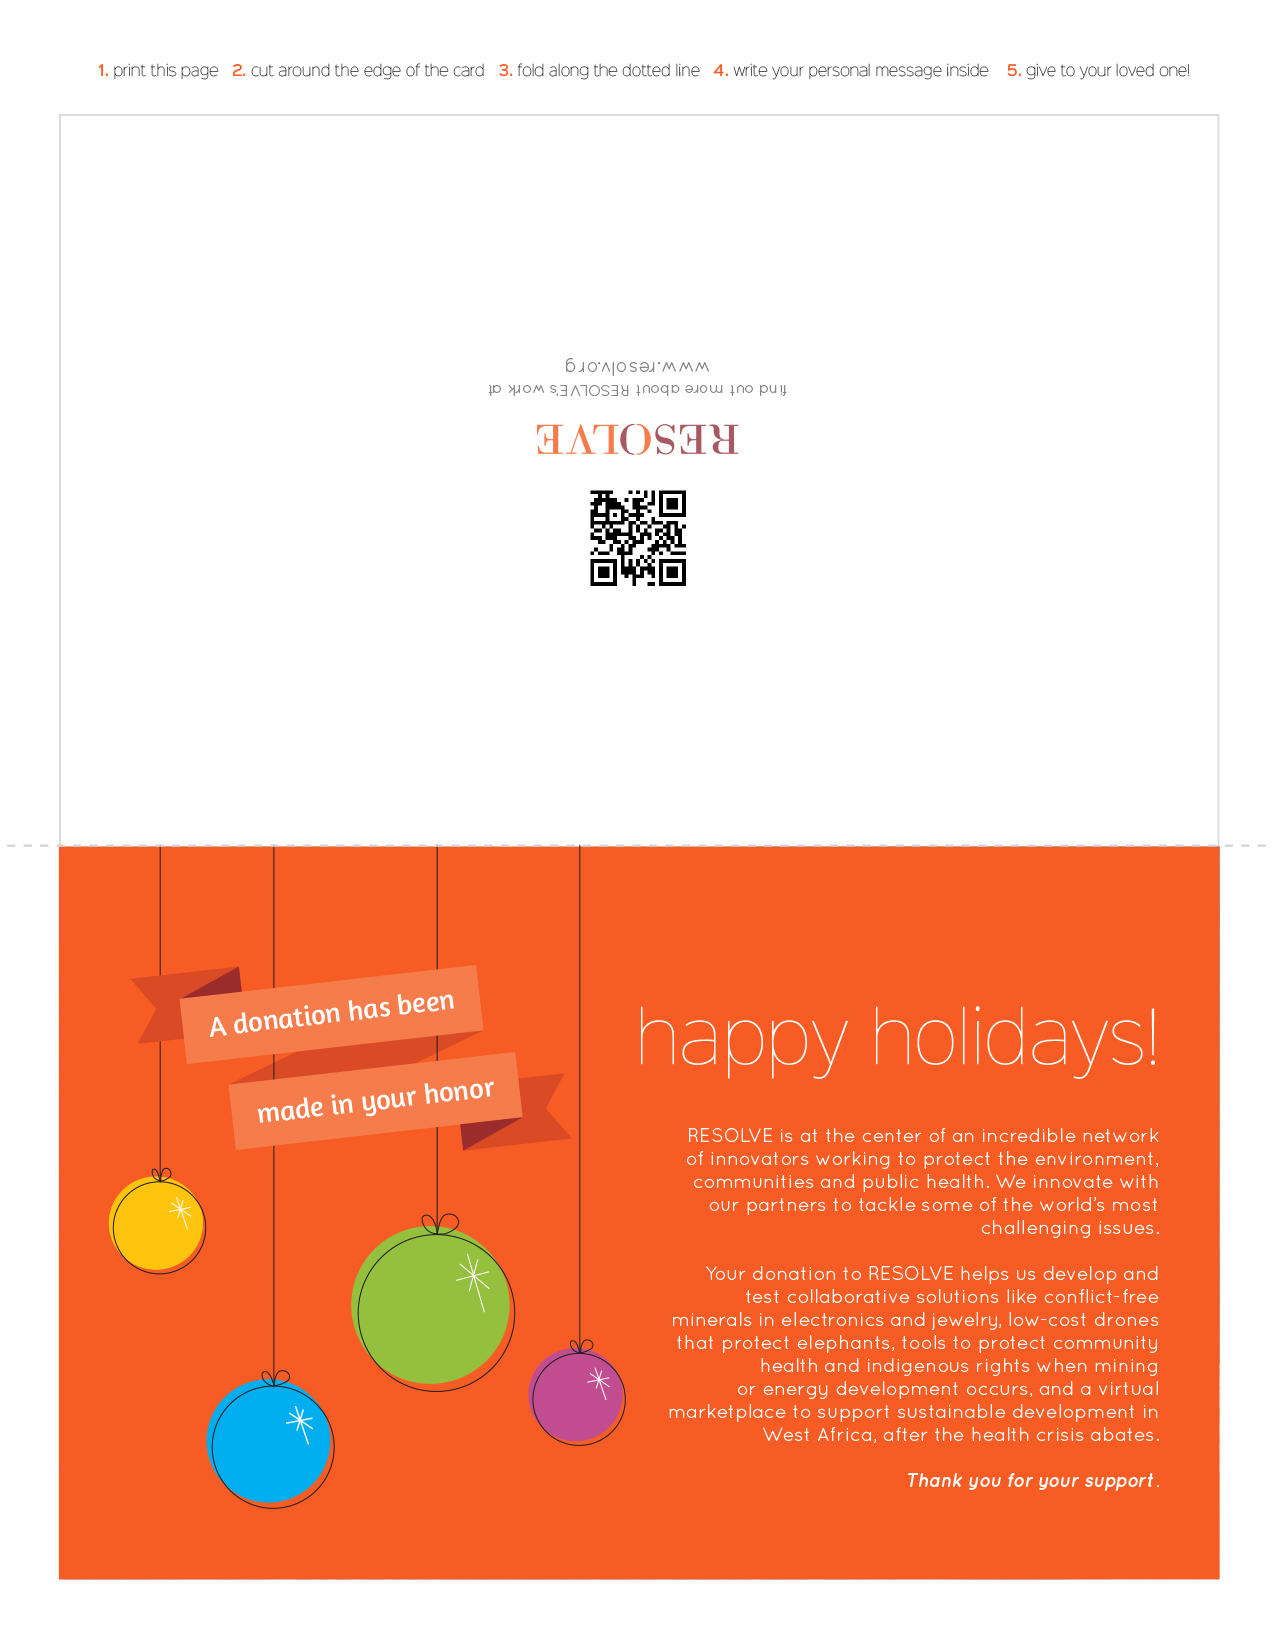 1. print this page 2. cut around the edge of the card 3. fold along the dotted line 4. write your personal message inside 5. give to your loved one!
RESOLVE
find out more about RESOLVE's work at
www.resolv.org
A donation has been
made in your honor
happy holidays!
RESOLVE is at the center of an incredible network
of innovators working to protect the environment,
communities and public health. We innovate with
our partners to tackle some of the world's most
challenging issues.
Your donation to RESOLVE helps us develop and
test collaborative solutions like conflict-free
minerals in electronics and jewelry, low-cost drones
that protect elephants, tools to protect community
health and indigenous rights when mining
or energy development occurs, and a virtual
marketplace to support sustainable development in
West Africa, after the health crisis abates.
Thank you for your support.